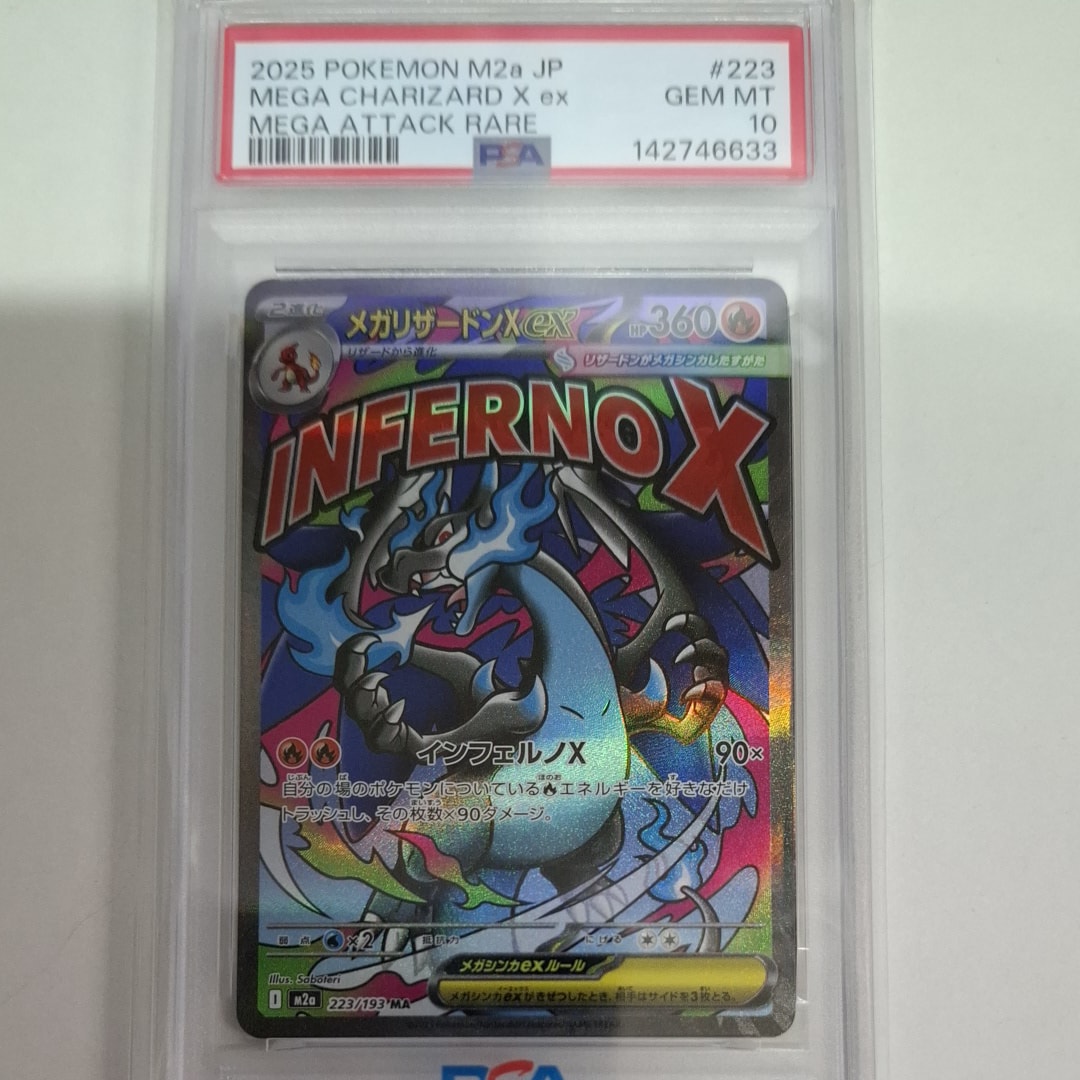 2025 POKEMON M2a JP #223
MEGA CHARIZARD X ex GEM MT
MEGA ATTACK RARE 10
PSA 142746633
2進化 メガリザードンX ex HP 360
リザードから進化 リザードンがメガシンカしたすがた
INFERNO X
インフェルノX 90×
自分の場のポケモンについているエネルギーを好きなだけ
トラッシュし、その枚数×90ダメージ。
弱点 ×2 抵抗力 にげる
メガシンカexルール
メガシンカexがきぜつしたとき、相手はサイドを3枚とる。
Illus. Saboteri
I m2a 223/193 MA
PSA